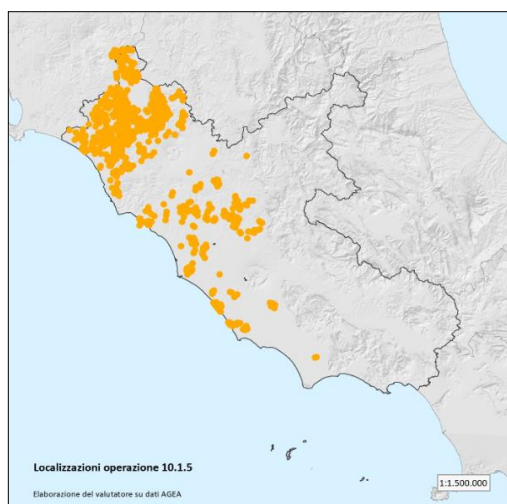 Localizzazioni operazione 10.1.5
Elaborazione del valutatore su dati AGEA
1:1.500.000